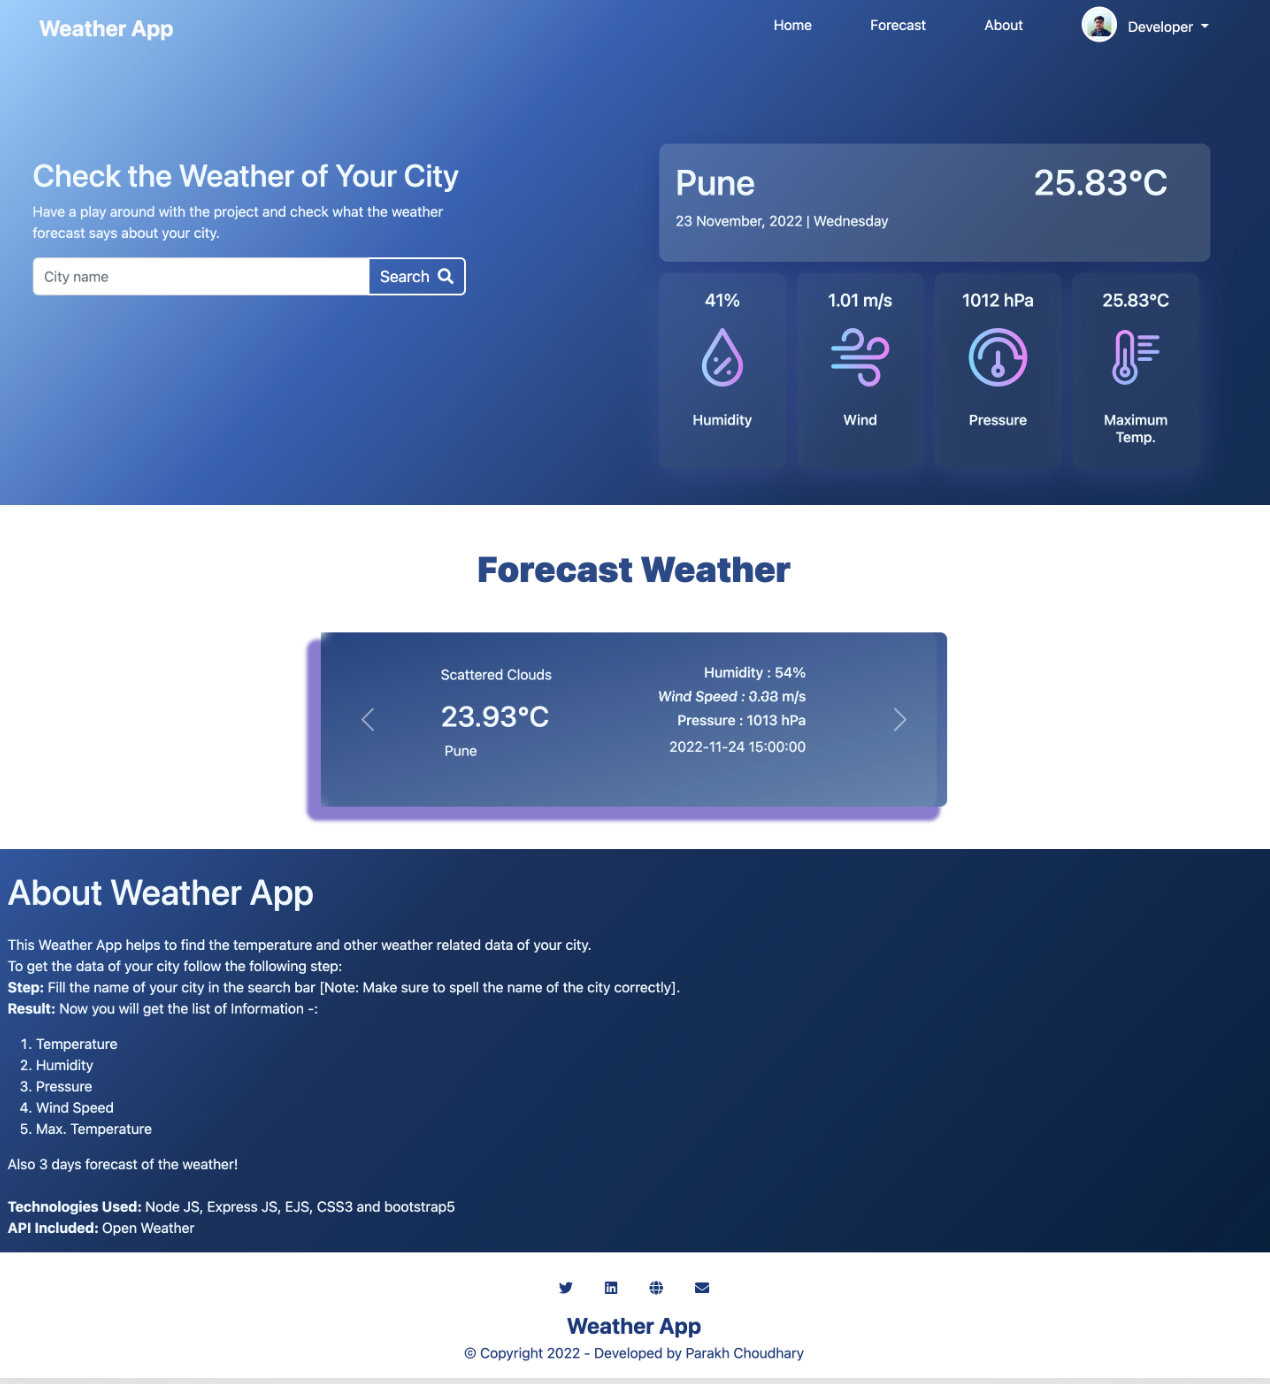 Weather App
Home
Forecast
About
Developer
Check the Weather of Your City
Have a play around with the project and check what the weather
forecast says about your city.
City name
Search
Pune
25.83°C
23 November, 2022 | Wednesday
41%
Humidity
1.01 m/s
Wind
1012 hPa
Pressure
25.83°C
Maximum
Temp.
Forecast Weather
Scattered Clouds
23.93°C
Pune
Humidity : 54%
Wind Speed : m/s
Pressure : 1013 hPa
2022-11-24 15:00:00
About Weather App
This Weather App helps to find the temperature and other weather related data of your city.
To get the data of your city follow the following step:
Step: Fill the name of your city in the search bar [Note: Make sure to spell the name of the city correctly].
Result: Now you will get the list of Information -:
1. Temperature
2. Humidity
3. Pressure
4. Wind Speed
5. Max. Temperature
Also 3 days forecast of the weather!
Technologies Used: Node JS, Express JS, EJS, CSS3 and bootstrap5
API Included: Open Weather
Weather App
© Copyright 2022 - Developed by Parakh Choudhary